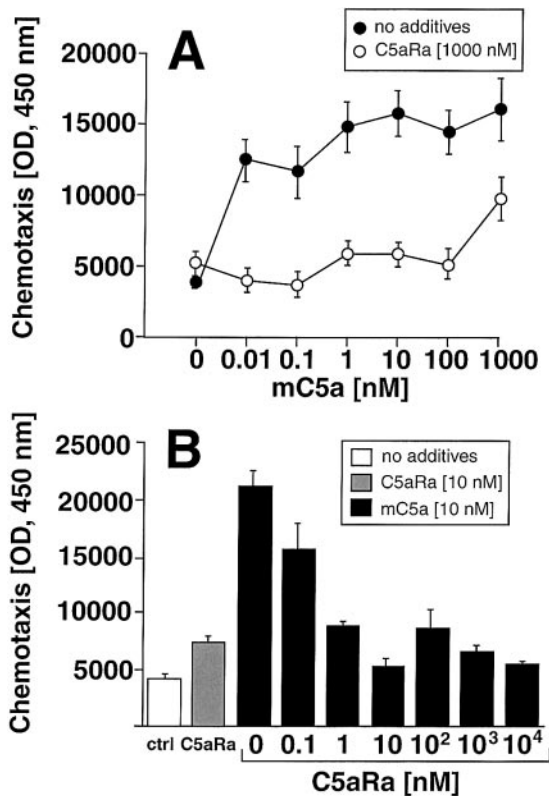 A
● no additives
○ C5aRa [1000 nM]
Chemotaxis [OD, 450 nm]
20000
15000
10000
5000
0
0 0.01 0.1 1 10 100 1000
mC5a [nM]
B
no additives
C5aRa [10 nM]
mC5a [10 nM]
Chemotaxis [OD, 450 nm]
25000
20000
15000
10000
5000
ctrl C5aRa 0 0.1 1 10 10² 10³ 10⁴
C5aRa [nM]